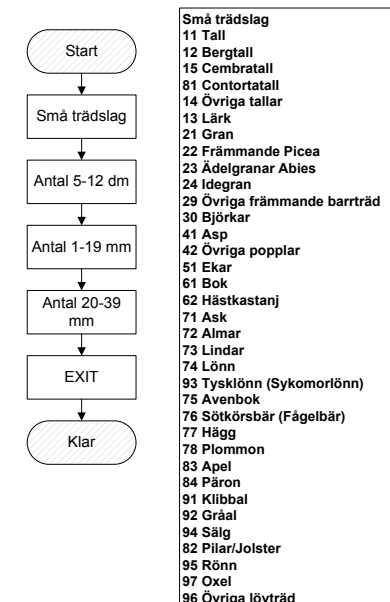 Start
Små trädslag
Antal 5-12 dm
Antal 1-19 mm
Antal 20-39
mm
EXIT
Klar
Små trädslag
11 Tall
12 Bergtall
15 Cembratall
81 Contortatall
14 Övriga tallar
13 Lärk
21 Gran
22 Främmande Picea
23 Ädelgranar Abies
24 Idegran
29 Övriga främmande barrträd
30 Björkar
41 Asp
42 Övriga popplar
51 Ekar
61 Bok
62 Hästkastanj
71 Ask
72 Almar
73 Lindar
74 Lönn
93 Tysklönn (Sykomorlönn)
75 Avenbok
76 Sötkörsbär (Fågelbär)
77 Hägg
78 Plommon
83 Apel
84 Päron
91 Klibbal
92 Gråal
94 Sälg
82 Pilar/Jolster
95 Rönn
97 Oxel
96 Övriga lövträd